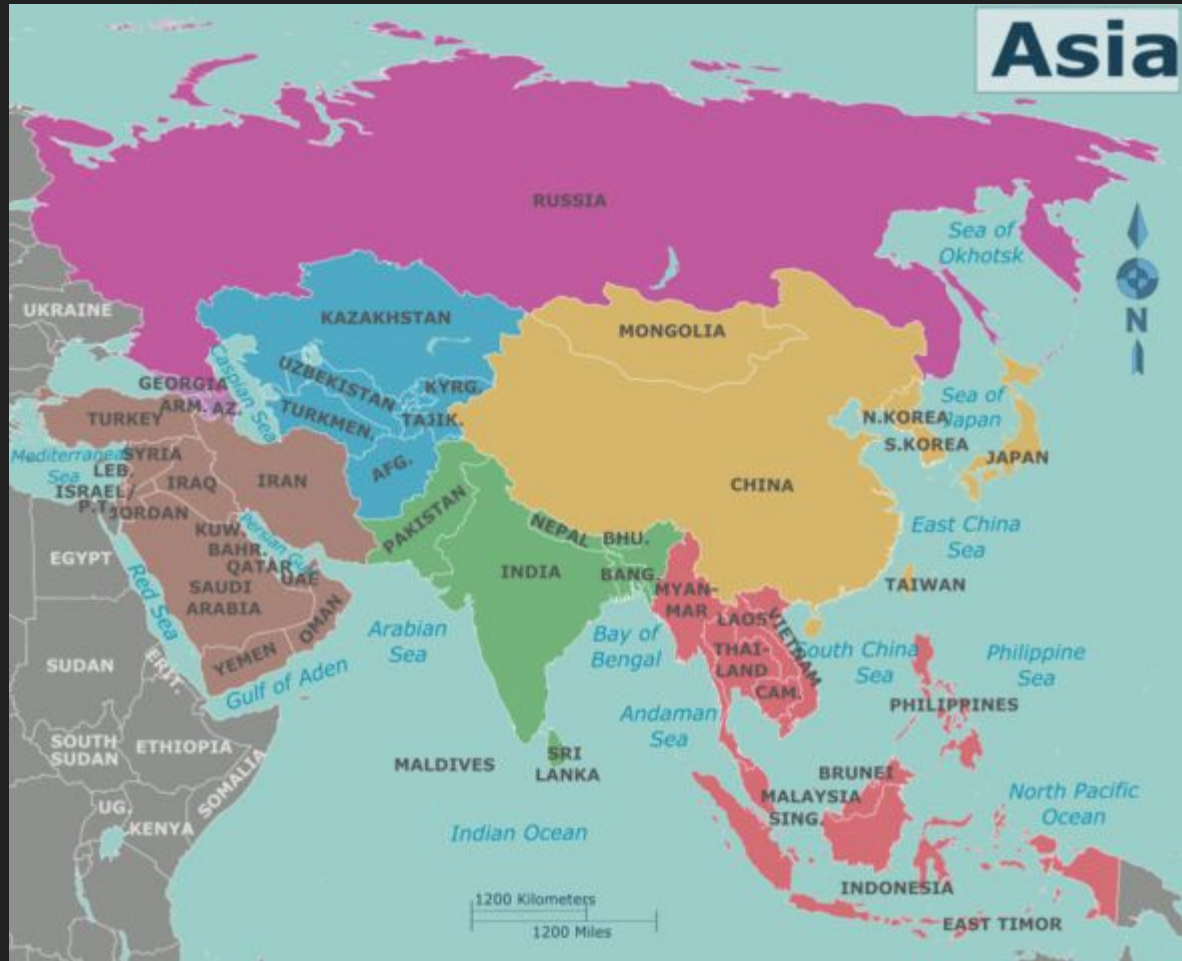 Asia
RUSSIA
Sea of
Okhotsk
N
UKRAINE
KAZAKHSTAN
MONGOLIA
Caspian Sea
UZBEKISTAN
KYRG.
GEORGIA
ARM.
AZ.
TURKMEN.
TAJIK.
Sea of
Japan
N.KOREA
S.KOREA
JAPAN
TURKEY
Mediterranean
Sea
SYRIA
LEB.
ISRAEL/
P.T.
JORDAN
IRAQ
IRAN
AFG.
CHINA
KUW.
BAHR.
QATAR
UAE
Persian Gulf
PAKISTAN
NEPAL
BHU.
East China
Sea
EGYPT
Red Sea
SAUDI
ARABIA
INDIA
BANG.
MYAN-
MAR
TAIWAN
OMAN
YEMEN
Arabian
Sea
Bay of
Bengal
LAOS
VIETNAM
THAI-
LAND
CAM.
South China
Sea
Philippine
Sea
SUDAN
ERIT.
Gulf of Aden
Andaman
Sea
PHILIPPINES
SOUTH
SUDAN
ETHIOPIA
SOMALIA
MALDIVES
SRI
LANKA
BRUNEI
MALAYSIA
SING.
North Pacific
Ocean
UG.
KENYA
Indian Ocean
INDONESIA
EAST TIMOR
1200 Kilometers
1200 Miles